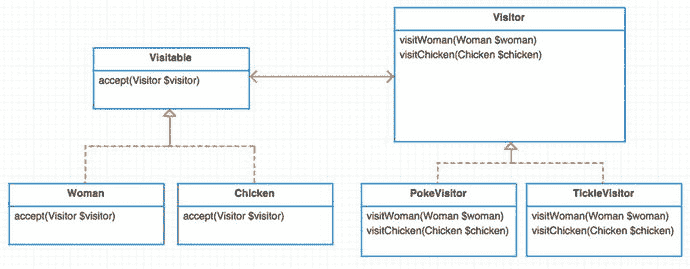 Visitor
visitWoman(Woman $woman)
visitChicken(Chicken $chicken)
Visitable
accept(Visitor $visitor)
Woman
accept(Visitor $visitor)
Chicken
accept(Visitor $visitor)
PokeVisitor
visitWoman(Woman $woman)
visitChicken(Chicken $chicken)
TickleVisitor
visitWoman(Woman $woman)
visitChicken(Chicken $chicken)